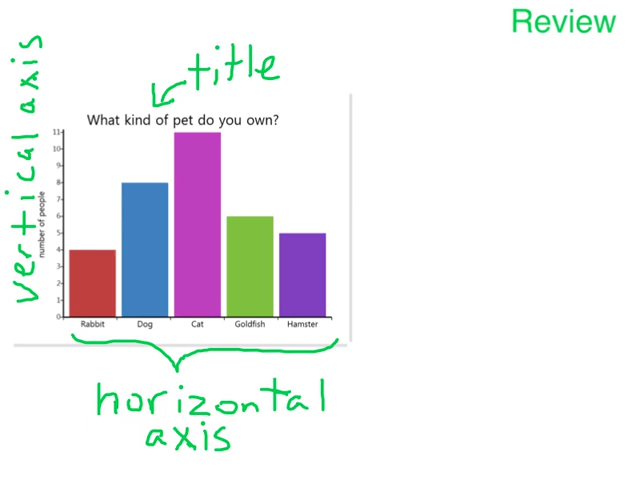 Review
title
What kind of pet do you own?
vertical axis
number of people
11
10
9
8
7
6
5
4
3
2
1
0
Rabbit Dog Cat Goldfish Hamster
horizontal
axis